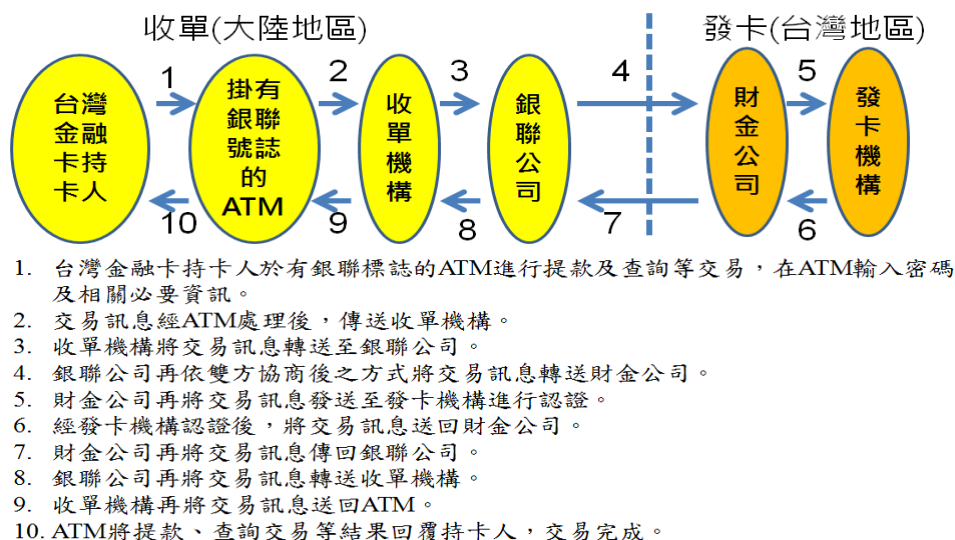 收單(大陸地區)
發卡(台灣地區)
1
2
3
4
5
台灣
金融
卡持
卡人
掛有
銀聯
號誌
的
ATM
收
單
機
構
銀
聯
公
司
財
金
公
司
發
卡
機
構
10
9
8
7
6
1. 台灣金融卡持卡人於有銀聯標誌的ATM進行提款及查詢等交易，在ATM輸入密碼
及相關必要資訊。
2. 交易訊息經ATM處理後，傳送收單機構。
3. 收單機構將交易訊息轉送至銀聯公司。
4. 銀聯公司再依雙方協商後之方式將交易訊息轉送財金公司。
5. 財金公司再將交易訊息發送至發卡機構進行認證。
6. 經發卡機構認證後，將交易訊息送回財金公司。
7. 財金公司再將交易訊息傳回銀聯公司。
8. 銀聯公司再將交易訊息轉送收單機構。
9. 收單機構再將交易訊息送回ATM。
10. ATM將提款、查詢交易等結果回覆持卡人，交易完成。